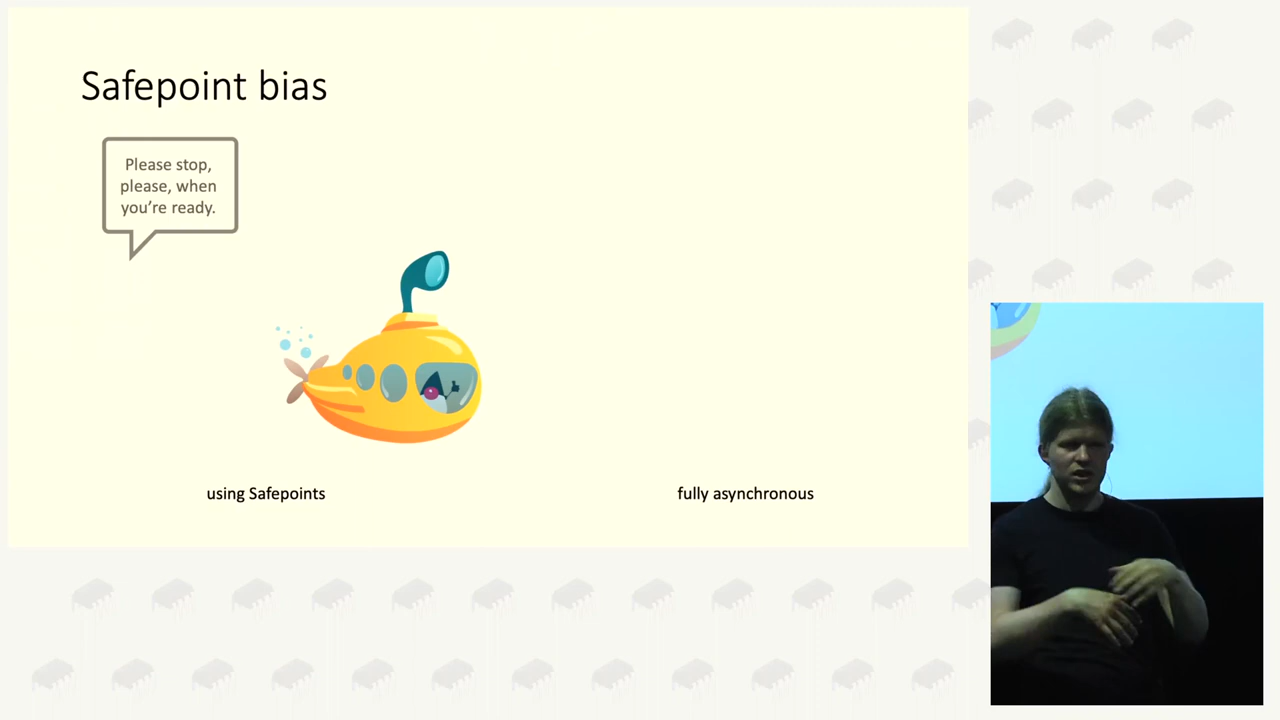 Safepoint bias
Please stop,
please, when
you're ready.
using Safepoints
fully asynchronous